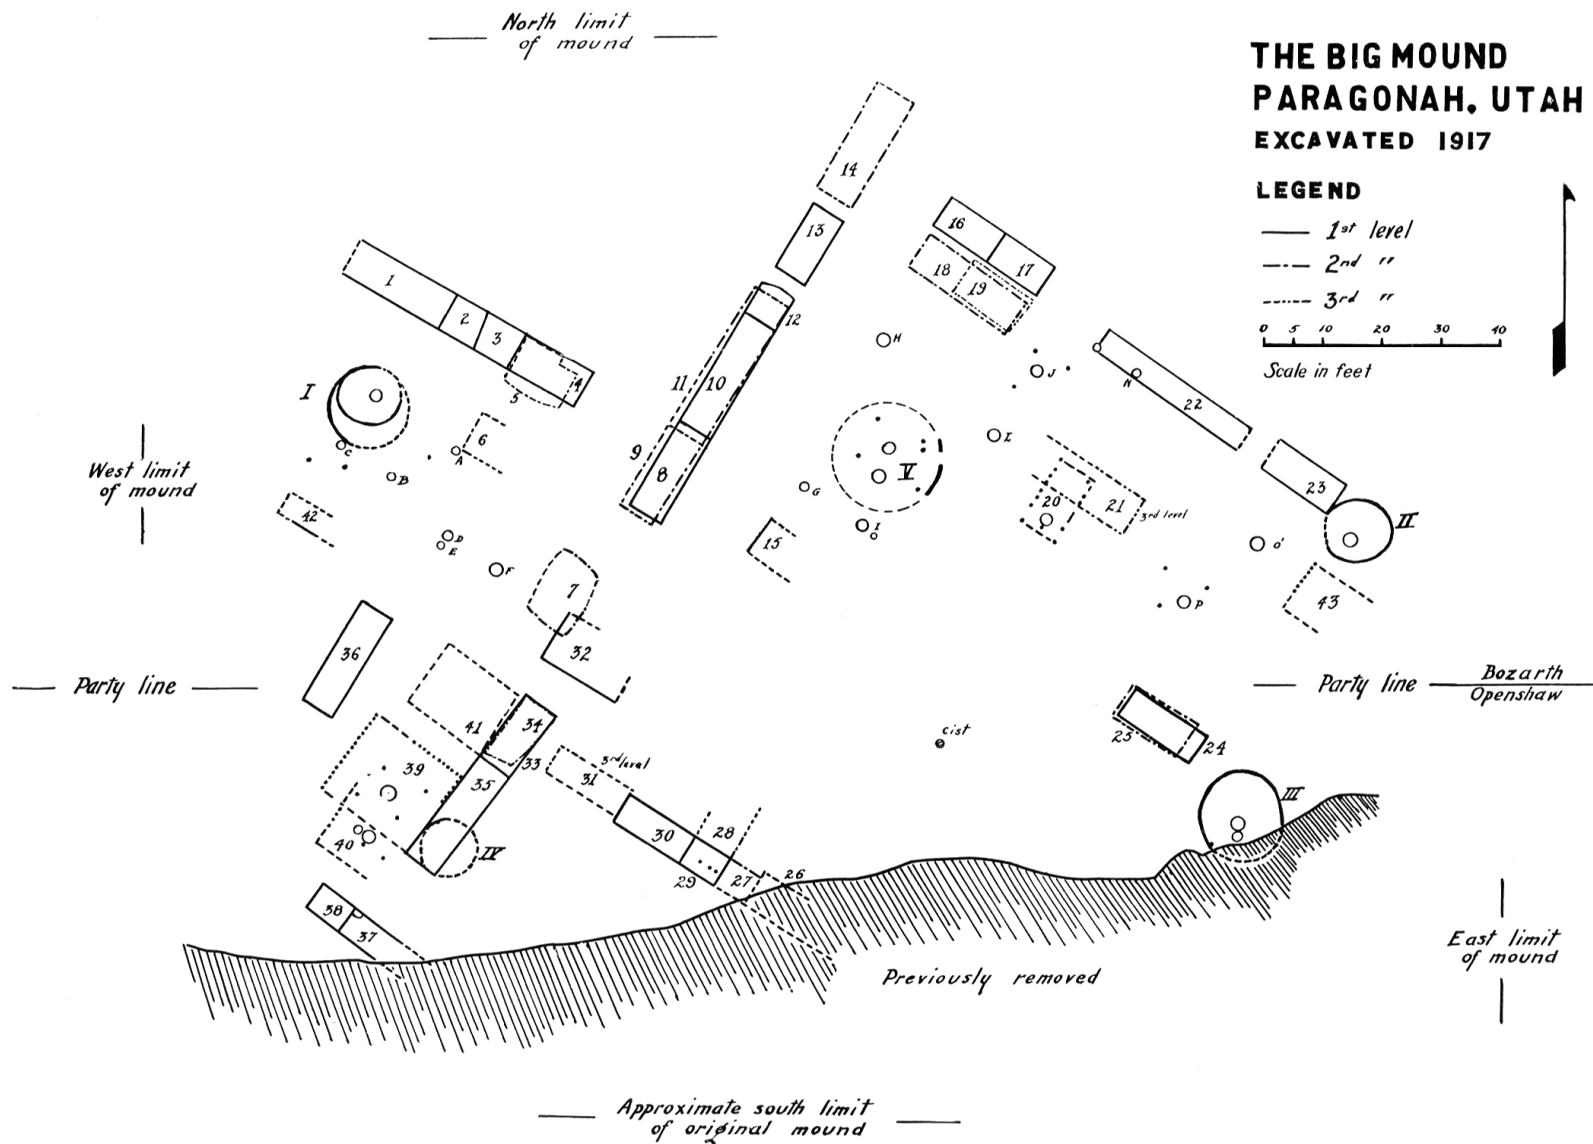 North limit
of mound
THE BIG MOUND
PARAGONAH, UTAH
EXCAVATED 1917
LEGEND
1st level
2nd "
3rd "
0 5 10 20 30 40
Scale in feet
14
13
16
17
18
19
12
1
2
3
4
5
I
C
B
A
6
11
10
9
8
H
J
N
22
I
V
G
I
O
15
20
21
3rd level
23
II
O'
P
43
West limit
of mound
42
D
E
F
7
32
36
Party line
Party line
Bozarth
Openshaw
41
34
33
35
39
40
IV
31
3rd level
30
29
28
27
26
cist
25
24
III
38
37
Previously removed
East limit
of mound
Approximate south limit
of original mound